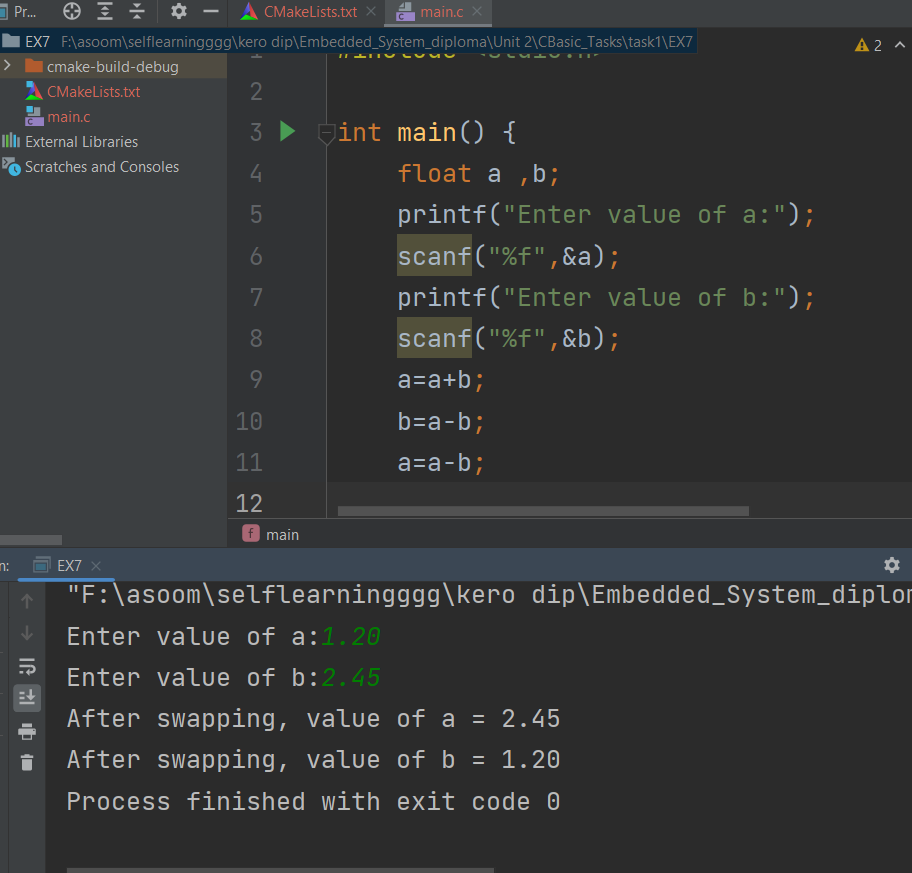 Pr...
CMakeLists.txt
main.c
EX7 F:\asoom\selflearningggg\kero dip\Embedded_System_diploma\Unit 2\CBasic_Tasks\task1\EX7
2
cmake-build-debug
CMakeLists.txt
main.c
External Libraries
Scratches and Consoles
1 #include <stdio.h>
2
3 int main() {
4 float a ,b;
5 printf("Enter value of a:");
6 scanf("%f",&a);
7 printf("Enter value of b:");
8 scanf("%f",&b);
9 a=a+b;
10 b=a-b;
11 a=a-b;
12
f main
n: EX7
"F:\asoom\selflearningggg\kero dip\Embedded_System_diplom
Enter value of a:1.20
Enter value of b:2.45
After swapping, value of a = 2.45
After swapping, value of b = 1.20
Process finished with exit code 0